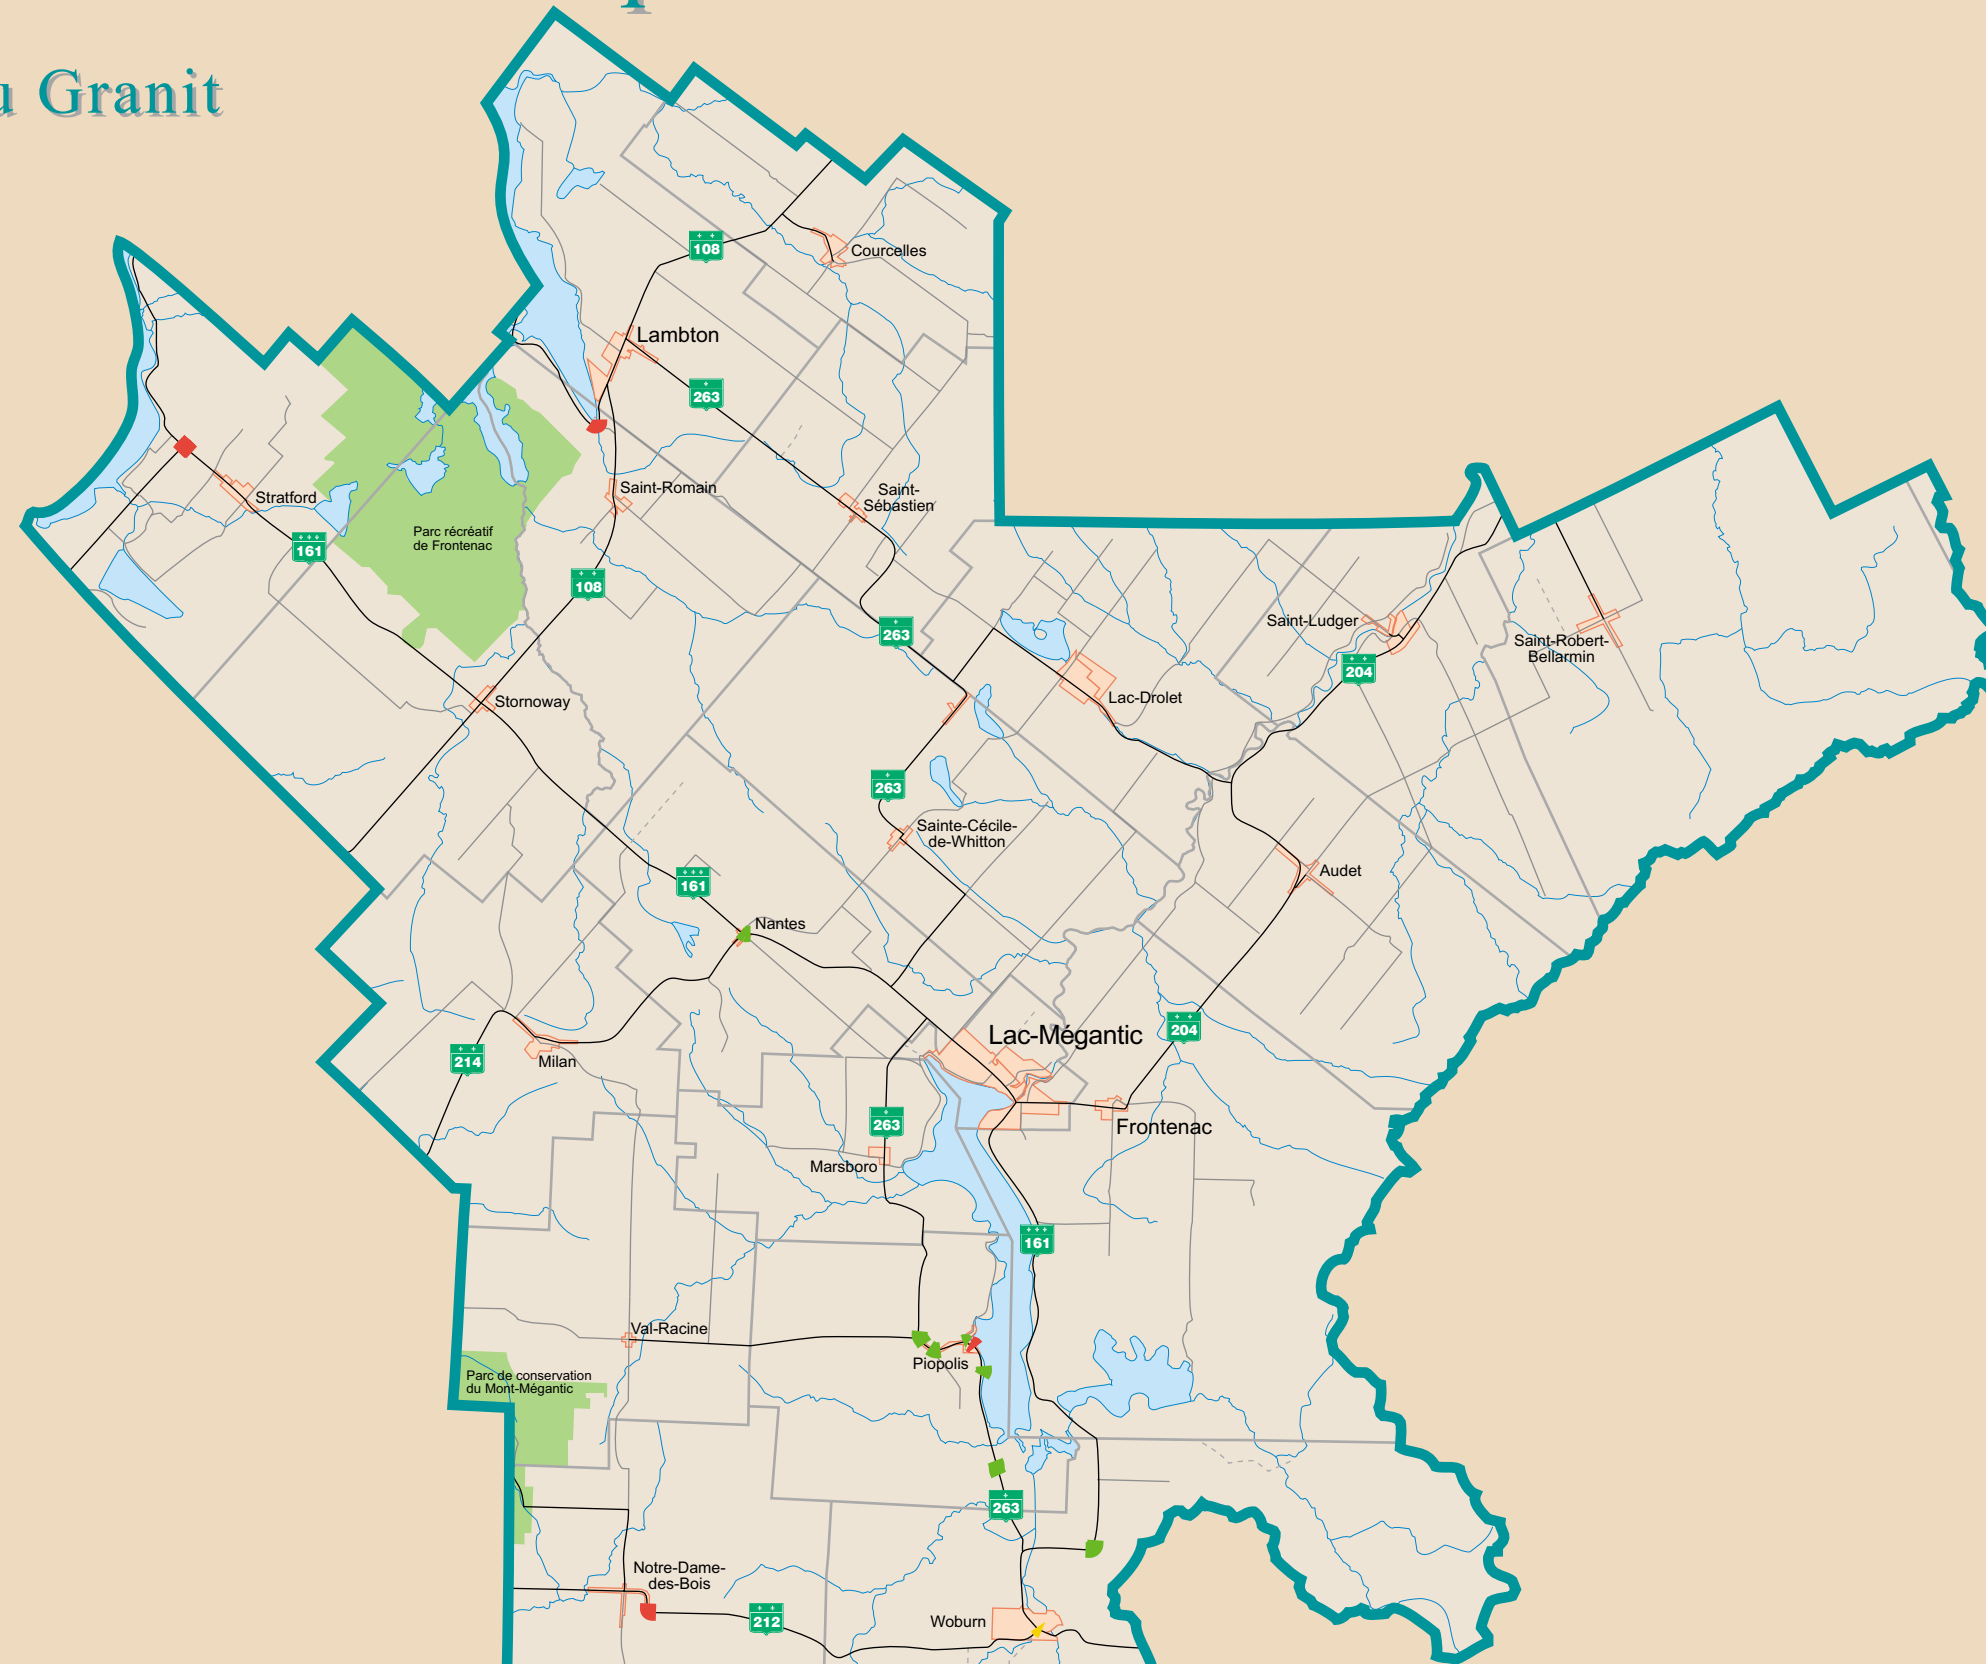 u Granit
108
Courcelles
Lambton
263
Stratford
Saint-Romain
Saint-
Sébastien
Parc récréatif
de Frontenac
161
108
263
Saint-Ludger
Saint-Robert-
Bellarmin
204
Stornoway
Lac-Drolet
263
Sainte-Cécile-
de-Whitton
Audet
161
Nantes
Lac-Mégantic
204
214
Milan
263
Frontenac
Marsboro
161
Val-Racine
Piopolis
Parc de conservation
du Mont-Mégantic
263
Notre-Dame-
des-Bois
212
Woburn